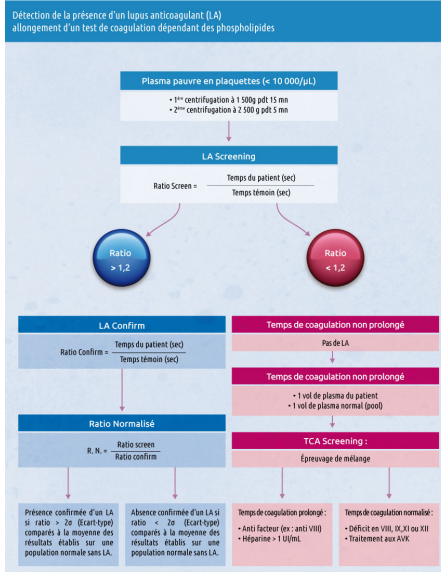 Détection de la présence d'un lupus anticoagulant (LA)
allongement d'un test de coagulation dépendant des phospholipides
Plasma pauvre en plaquettes (< 10 000/µL)
• 1ère centrifugation à 1 500g pdt 15 mn
• 2ème centrifugation à 2 500 g pdt 5 mn
LA Screening
Ratio Screen =
Temps du patient (sec)
Temps témoin (sec)
Ratio
> 1,2
Ratio
< 1,2
LA Confirm
Ratio Confirm =
Temps du patient (sec)
Temps témoin (sec)
Ratio Normalisé
R. N. =
Ratio screen
Ratio confirm
Présence confirmée d'un LA
si ratio > 2σ (Ecart-type)
comparés à la moyenne des
résultats établis sur une
population normale sans LA.
Absence confirmée d'un LA si
ratio < 2σ (Ecart-type)
comparés à la moyenne des
résultats établis sur une
population normale sans LA.
Temps de coagulation non prolongé
Pas de LA
Temps de coagulation non prolongé
• 1 vol de plasma du patient
• 1 vol de plasma normal (pool)
TCA Screening :
Épreuvage de mélange
Temps de coagulation prolongé :
• Anti facteur (ex : anti VIII)
• Héparine > 1 UI/mL
Temps de coagulation normalisé :
• Déficit en VIII, IX,XI ou XII
• Traitement aux AVK